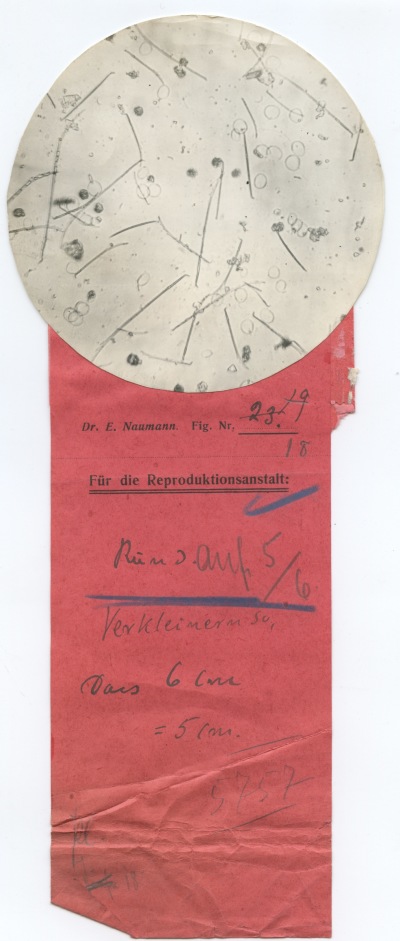 Dr. E. Naumann. Fig. Nr. 23. 19
18
Für die Reproduktionsanstalt:
Rund auf 5/6
Verkleinern so,
Dass 6 cm
= 5 cm.
5757